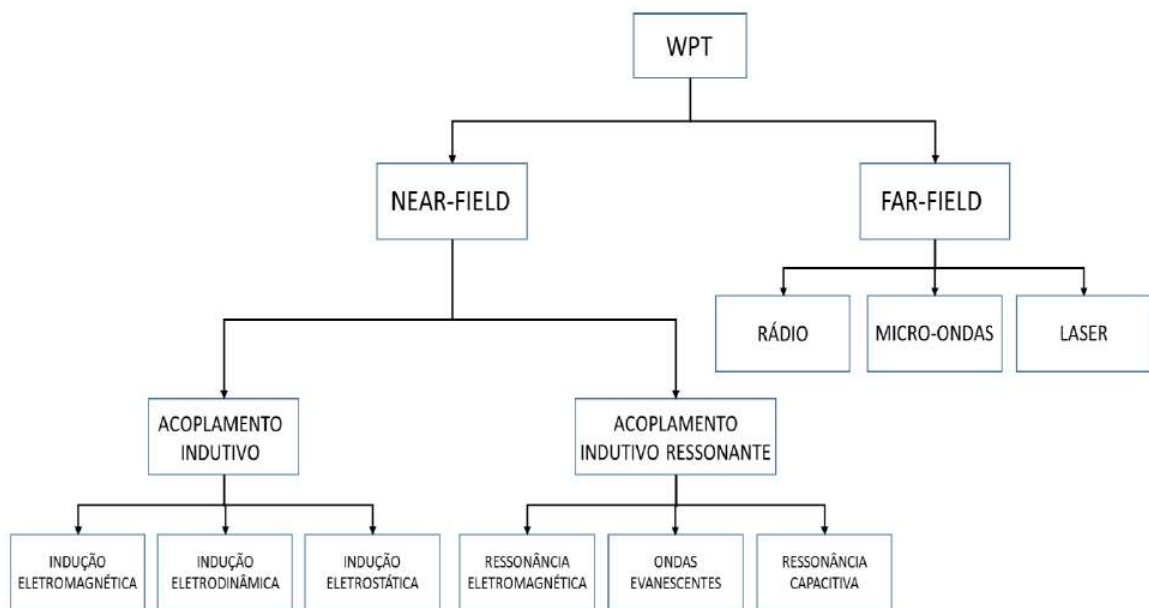 WPT
NEAR-FIELD
FAR-FIELD
RÁDIO
MICRO-ONDAS
LASER
ACOPLAMENTO
INDUTIVO
ACOPLAMENTO
INDUTIVO RESSONANTE
INDUÇÃO
ELETROMAGNÉTICA
INDUÇÃO
ELETRODINÂMICA
INDUÇÃO
ELETROSTÁTICA
RESSONÂNCIA
ELETROMAGNÉTICA
ONDAS
EVANESCENTES
RESSONÂNCIA
CAPACITIVA